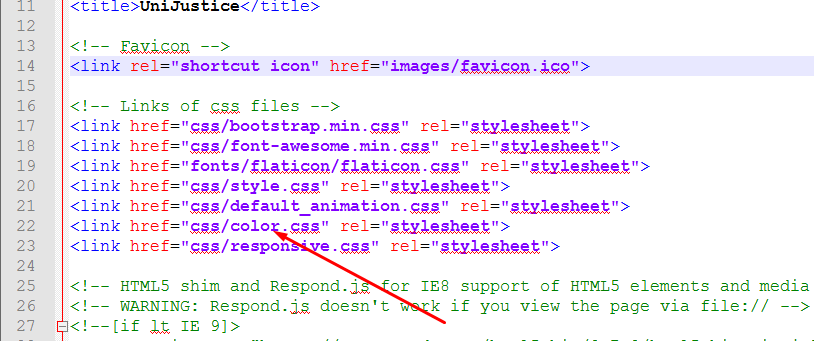 11 <title>UniJustice</title>
12
13 <!-- Favicon -->
14 <link rel="shortcut icon" href="images/favicon.ico">
15
16 <!-- Links of css files -->
17 <link href="css/bootstrap.min.css" rel="stylesheet">
18 <link href="css/font-awesome.min.css" rel="stylesheet">
19 <link href="fonts/flaticon/flaticon.css" rel="stylesheet">
20 <link href="css/style.css" rel="stylesheet">
21 <link href="css/default_animation.css" rel="stylesheet">
22 <link href="css/color.css" rel="stylesheet">
23 <link href="css/responsive.css" rel="stylesheet">
24
25 <!-- HTML5 shim and Respond.js for IE8 support of HTML5 elements and media
26 <!-- WARNING: Respond.js doesn't work if you view the page via file:// -->
27 <!--[if lt IE 9]>